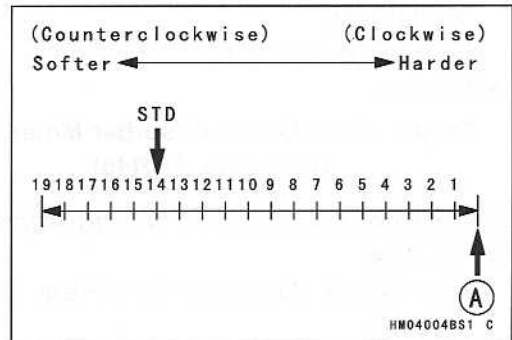 (Counterclockwise) (Clockwise)
Softer Harder
STD
19 18 17 16 15 14 13 12 11 10 9 8 7 6 5 4 3 2 1
A
HM04004BS1 C